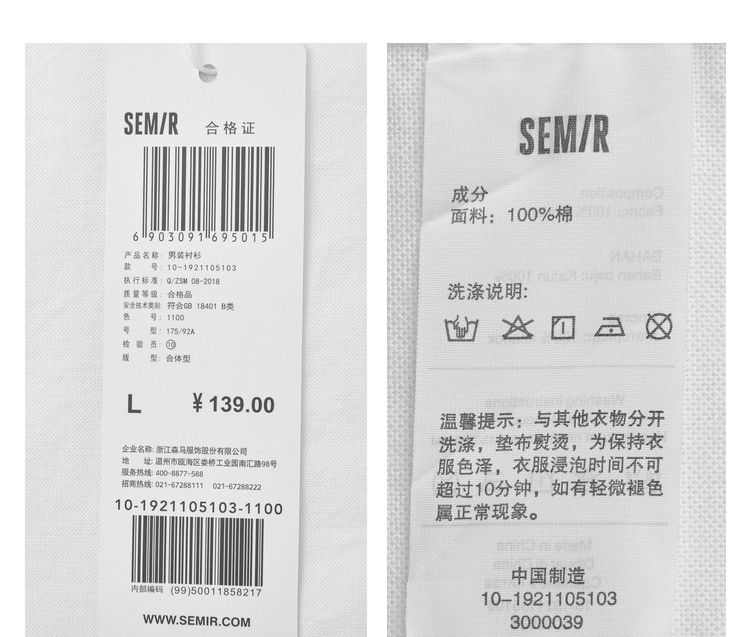 SEMIR 合格证
6 903091 695015
产品名称: 男装衬衫
款 号: 10-1921105103
执行标准: Q/ZSM 08-2018
质量等级: 合格品
安全技术类别: 符合GB 18401 B类
色 号: 1100
号 型: 175/92A
检 验 员: ⑩
版 型: 合体型
L ¥139.00
企业名称: 浙江森马服饰股份有限公司
地 址: 温州市瓯海区娄桥工业园南汇路98号
服务热线: 400-8877-588
招商热线: 021-67288111 021-67288222
10-1921105103-1100
内部编码 (99)50011858217
WWW.SEMIR.COM
SEMIR
成分
面料: 100%棉
洗涤说明:
温馨提示: 与其他衣物分开
洗涤, 垫布熨烫, 为保持衣
服色泽, 衣服浸泡时间不可
超过10分钟, 如有轻微褪色
属正常现象。
中国制造
10-1921105103
3000039